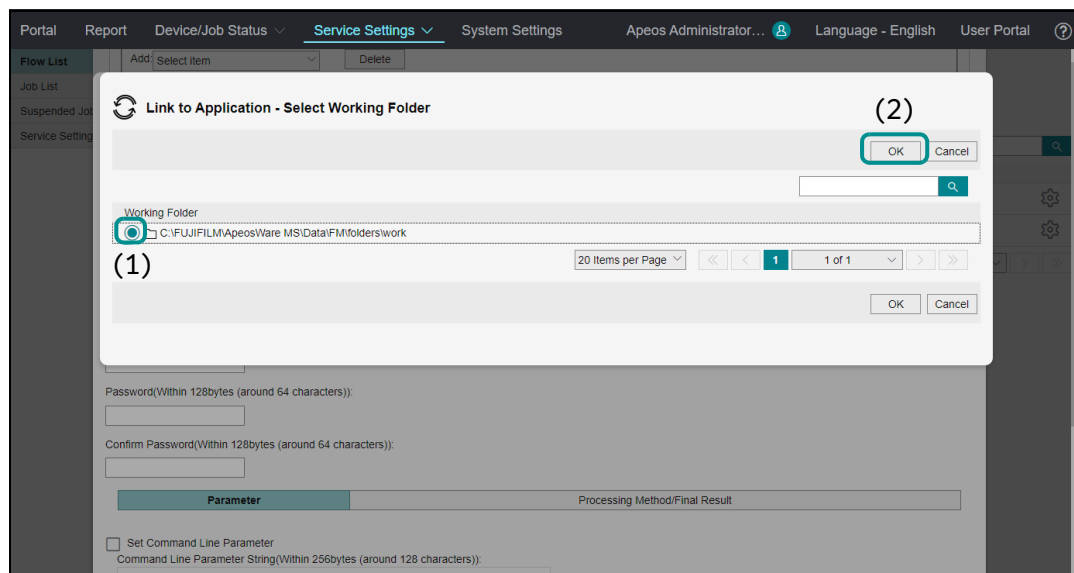 Portal Report Device/Job Status Service Settings System Settings Apeos Administrator... Language - English User Portal ?
Flow List Add: Select item Delete
Job List
Suspended Job
Service Setting
Link to Application - Select Working Folder
(2)
OK Cancel
Working Folder
C:\FUJIFILM\ApeosWare MS\Data\FM\folders\work
(1)
20 Items per Page 1 1 of 1
OK Cancel
Password(Within 128bytes (around 64 characters)):
Confirm Password(Within 128bytes (around 64 characters)):
Parameter Processing Method/Final Result
Set Command Line Parameter
Command Line Parameter String(Within 256bytes (around 128 characters)):